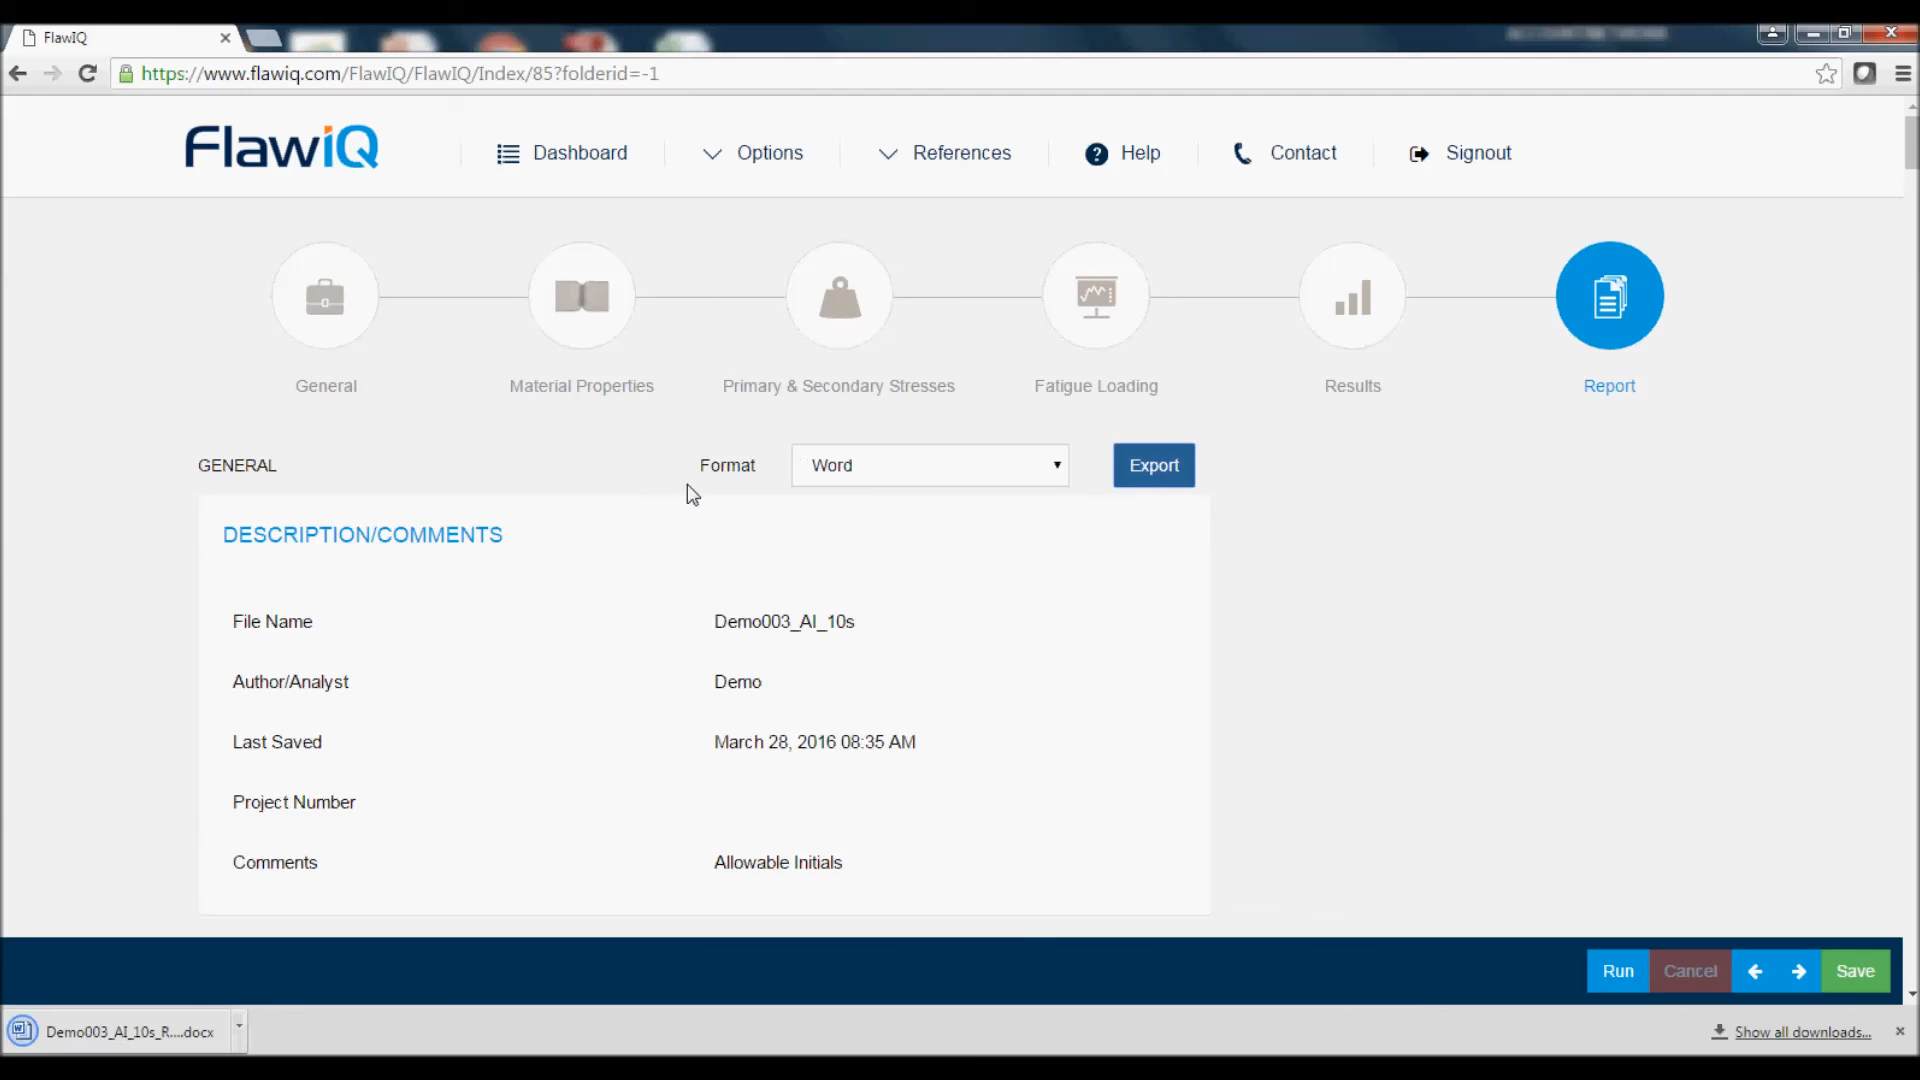 FlawIQ
https://www.flawiq.com/FlawIQ/FlawIQ/Index/85?folderid=-1
FlawiQ
Dashboard
Options
References
Help
Contact
Signout
General
Material Properties
Primary & Secondary Stresses
Fatigue Loading
Results
Report
GENERAL
Format
Word
Export
DESCRIPTION/COMMENTS
File Name Demo003_AI_10s
Author/Analyst Demo
Last Saved March 28, 2016 08:35 AM
Project Number
Comments Allowable Initials
Run
Cancel
Save
Demo003_AI_10s_R....docx
Show all downloads...